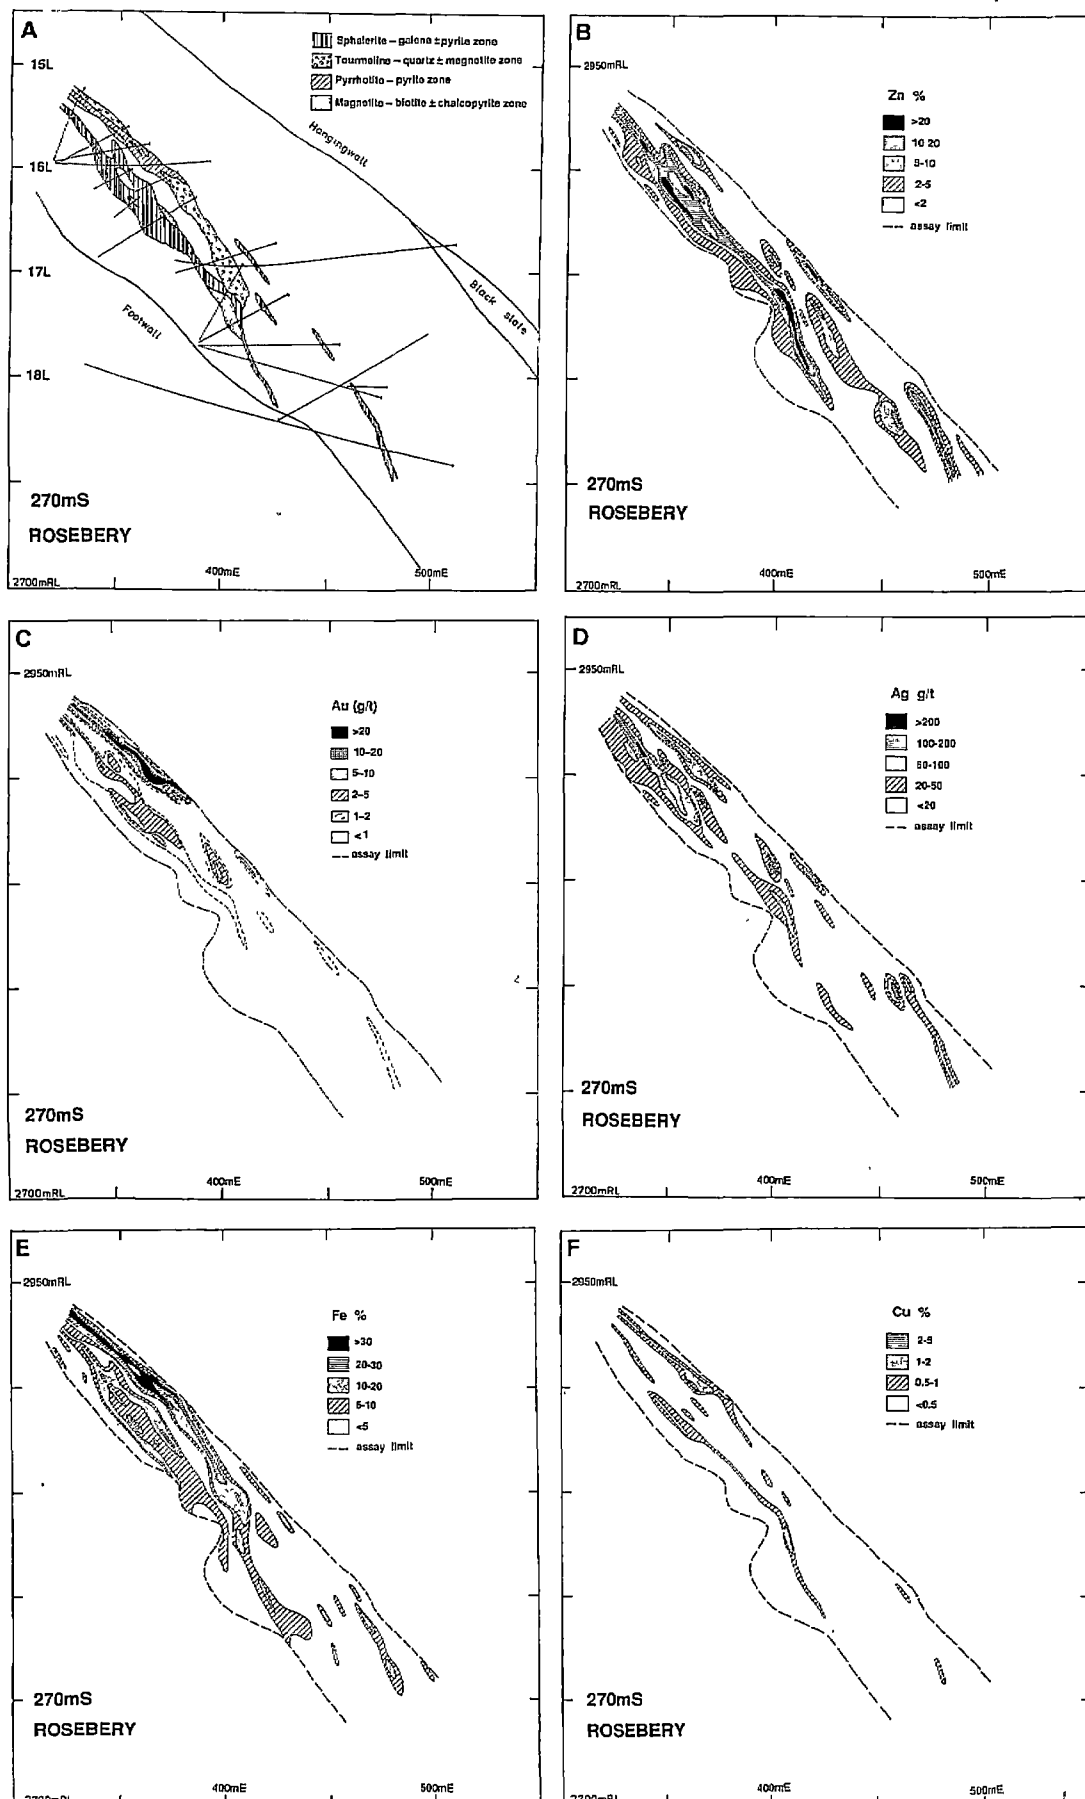 A
15L
16L
17L
18L
Sphalerite – galena ± pyrite zone
Tourmaline – quartz ± magnetite zone
Pyrrhotite – pyrite zone
Magnetite – biotite ± chalcopyrite zone
Hangingwall
Black slate
Footwall
270mS
ROSEBERY
2700mRL
400mE
500mE
B
2950mRL
Zn %
>20
10-20
5-10
2-5
<2
assay limit
270mS
ROSEBERY
2700mRL
400mE
500mE
C
2950mRL
Au (g/t)
>20
10–20
5–10
2–5
1–2
<1
assay limit
270mS
ROSEBERY
2700mRL
400mE
500mE
D
2950mRL
Ag g/t
>200
100-200
50-100
20-50
<20
assay limit
270mS
ROSEBERY
2700mRL
400mE
500mE
E
2950mRL
Fe %
>30
20-30
10-20
5-10
<5
assay limit
270mS
ROSEBERY
2700mRL
400mE
500mE
F
2950mRL
Cu %
2-5
1-2
0.5-1
<0.5
assay limit
270mS
ROSEBERY
2700mRL
400mE
500mE